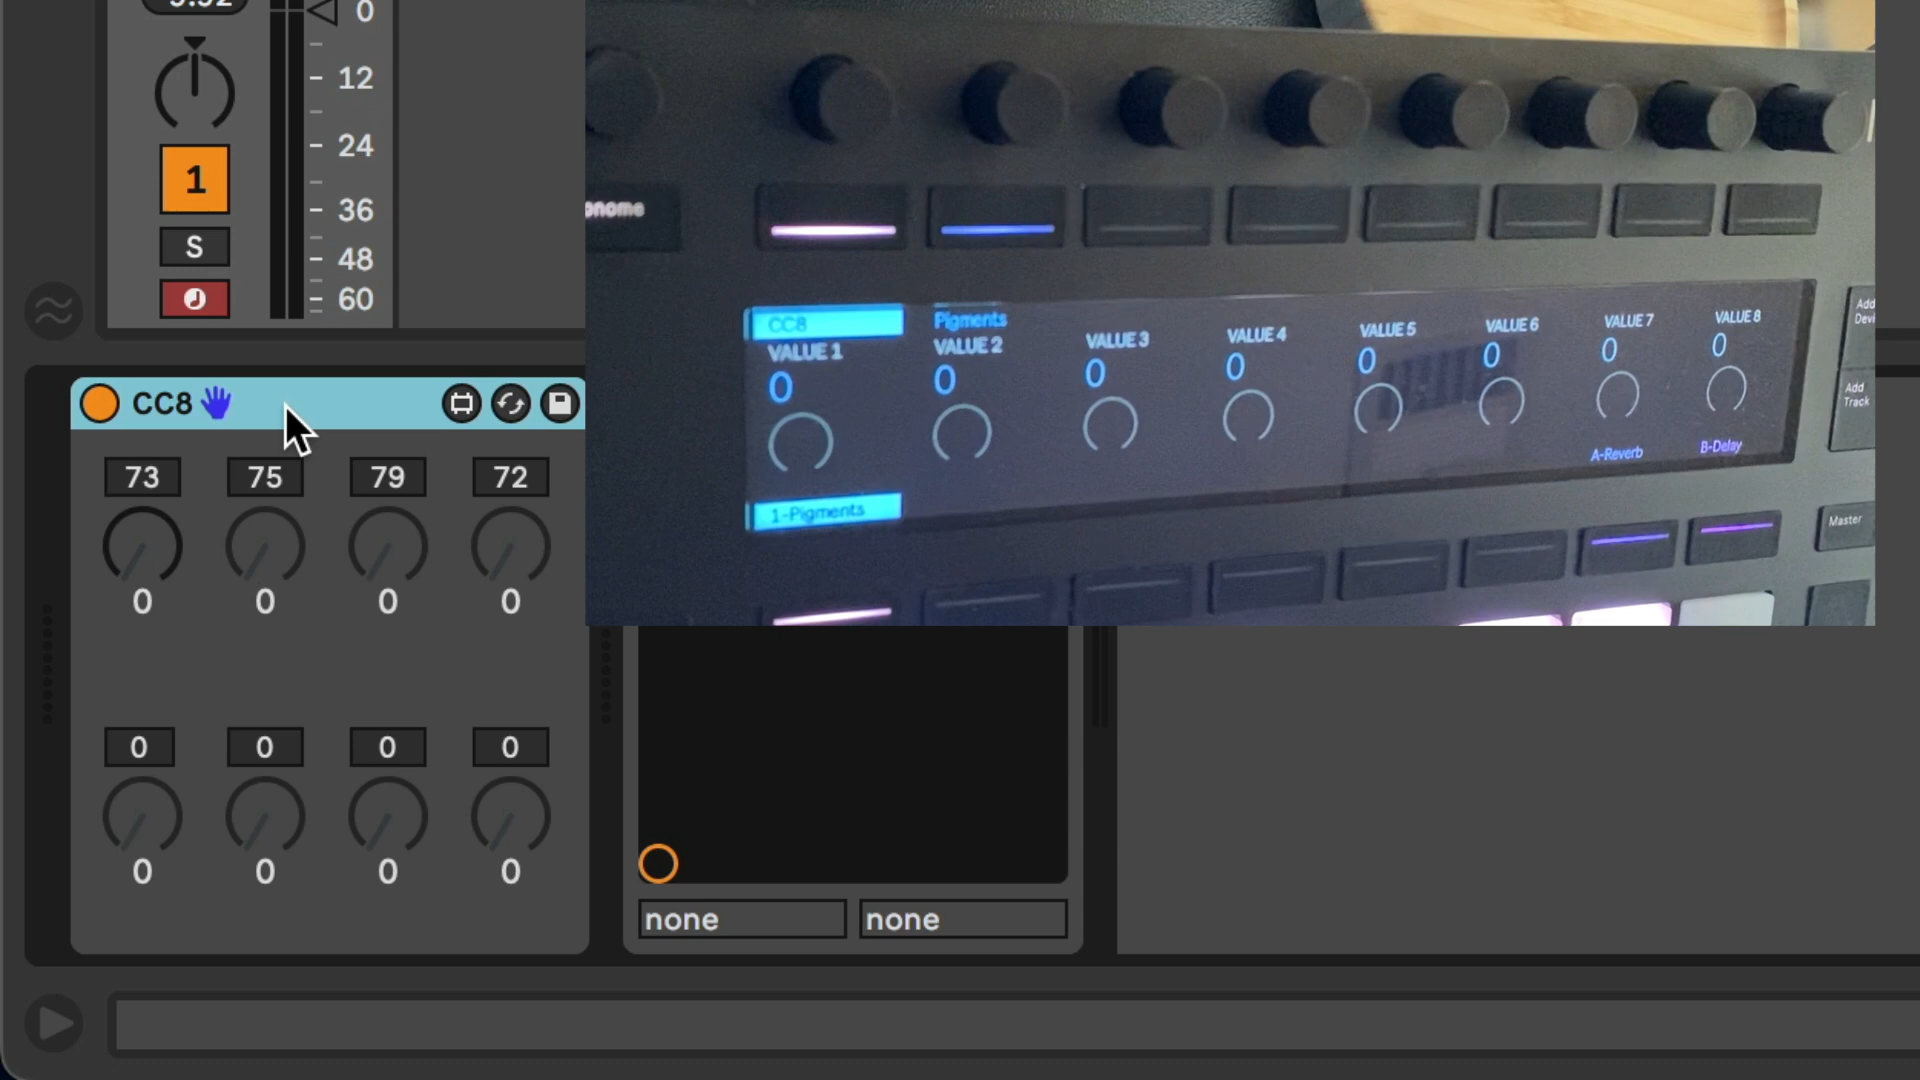 0
12
24
36
48
60
1
S
CC8
73 75 79 72
0 0 0 0
0 0 0 0
0 0 0 0
none none
CC8 Pigments
VALUE 1 VALUE 2 VALUE 3 VALUE 4 VALUE 5 VALUE 6 VALUE 7 VALUE 8
0 0 0 0 0 0 0 0
A-Reverb B-Delay
1-Pigments
Add
Track
Master